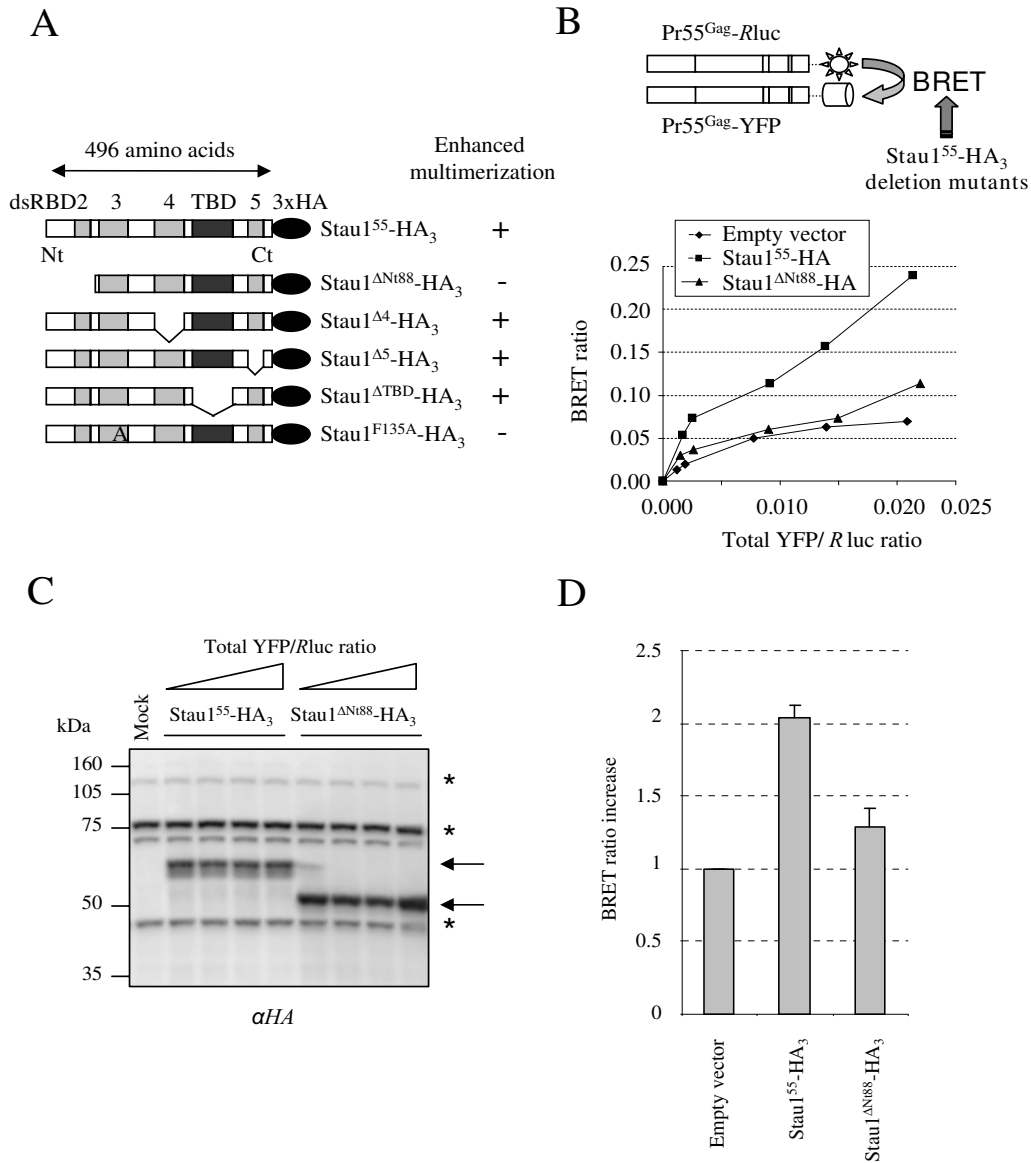 A
496 amino acids
Enhanced
multimerization
dsRBD2 3 4 TBD 5 3xHA
Stau1⁵⁵-HA₃ +
Nt Ct
Stau1^ΔNt88-HA₃ -
Stau1^Δ4-HA₃ +
Stau1^Δ5-HA₃ +
Stau1^ΔTBD-HA₃ +
A Stau1^F135A-HA₃ -
B
Pr55^Gag-Rluc
BRET
Pr55^Gag-YFP
Stau1⁵⁵-HA₃
deletion mutants
Empty vector
Stau1⁵⁵-HA
Stau1^ΔNt88-HA
BRET ratio
0.25
0.20
0.15
0.10
0.05
0.00
0.000 0.010 0.020 0.025
Total YFP/ R luc ratio
C
Total YFP/Rluc ratio
kDa
Mock
Stau1⁵⁵-HA₃ Stau1^ΔNt88-HA₃
160
105
75
50
35
*
*
*
αHA
D
BRET ratio increase
2.5
2
1.5
1
0.5
0
Empty vector
Stau1⁵⁵-HA₃
Stau1^ΔNt88-HA₃